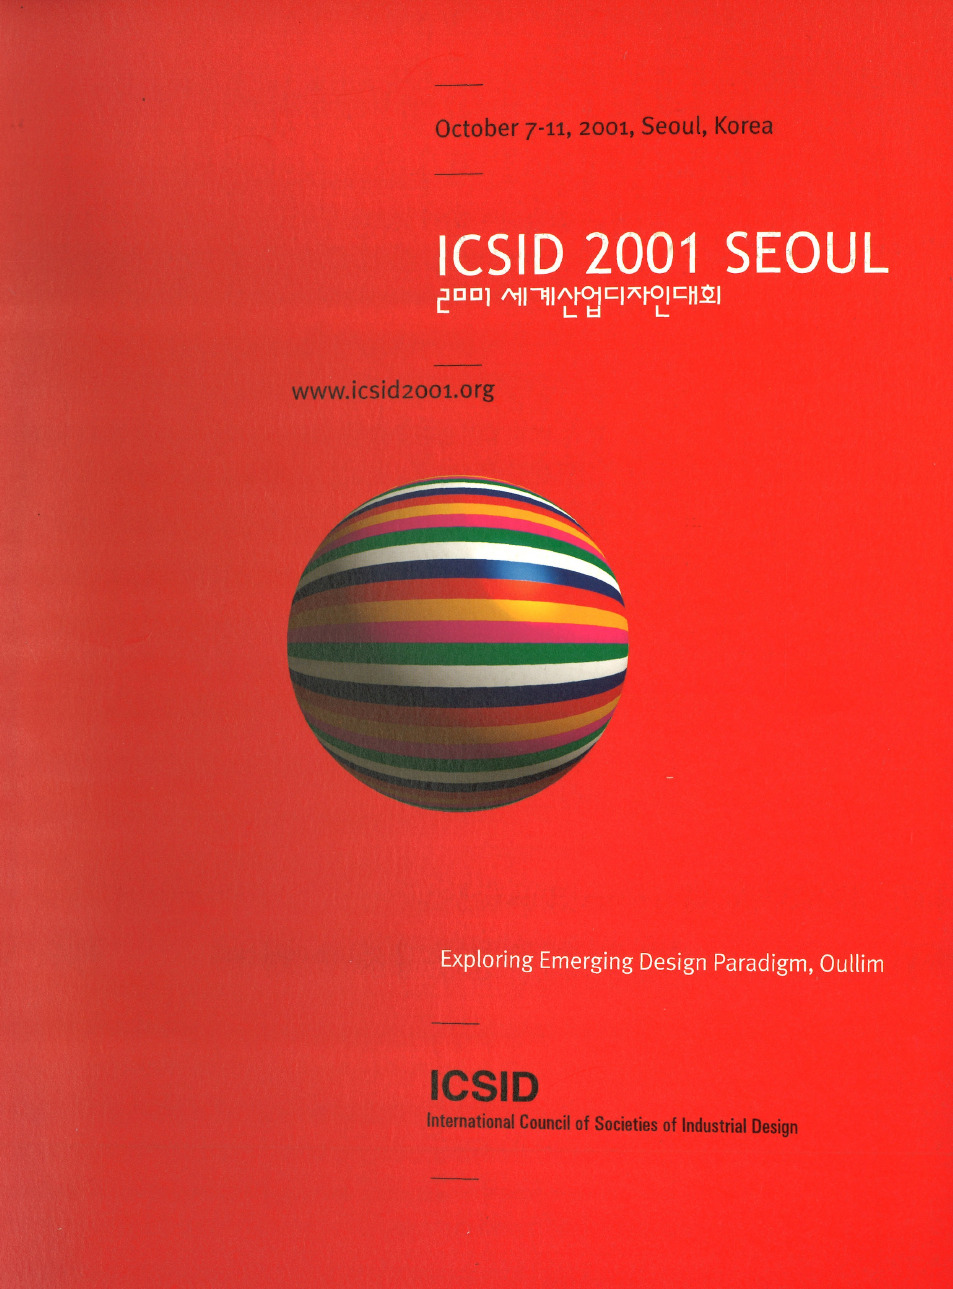 October 7-11, 2001, Seoul, Korea
ICSID 2001 SEOUL
2001 세계산업디자인대회
www.icsid2001.org
Exploring Emerging Design Paradigm, Oullim
ICSID
International Council of Societies of Industrial Design